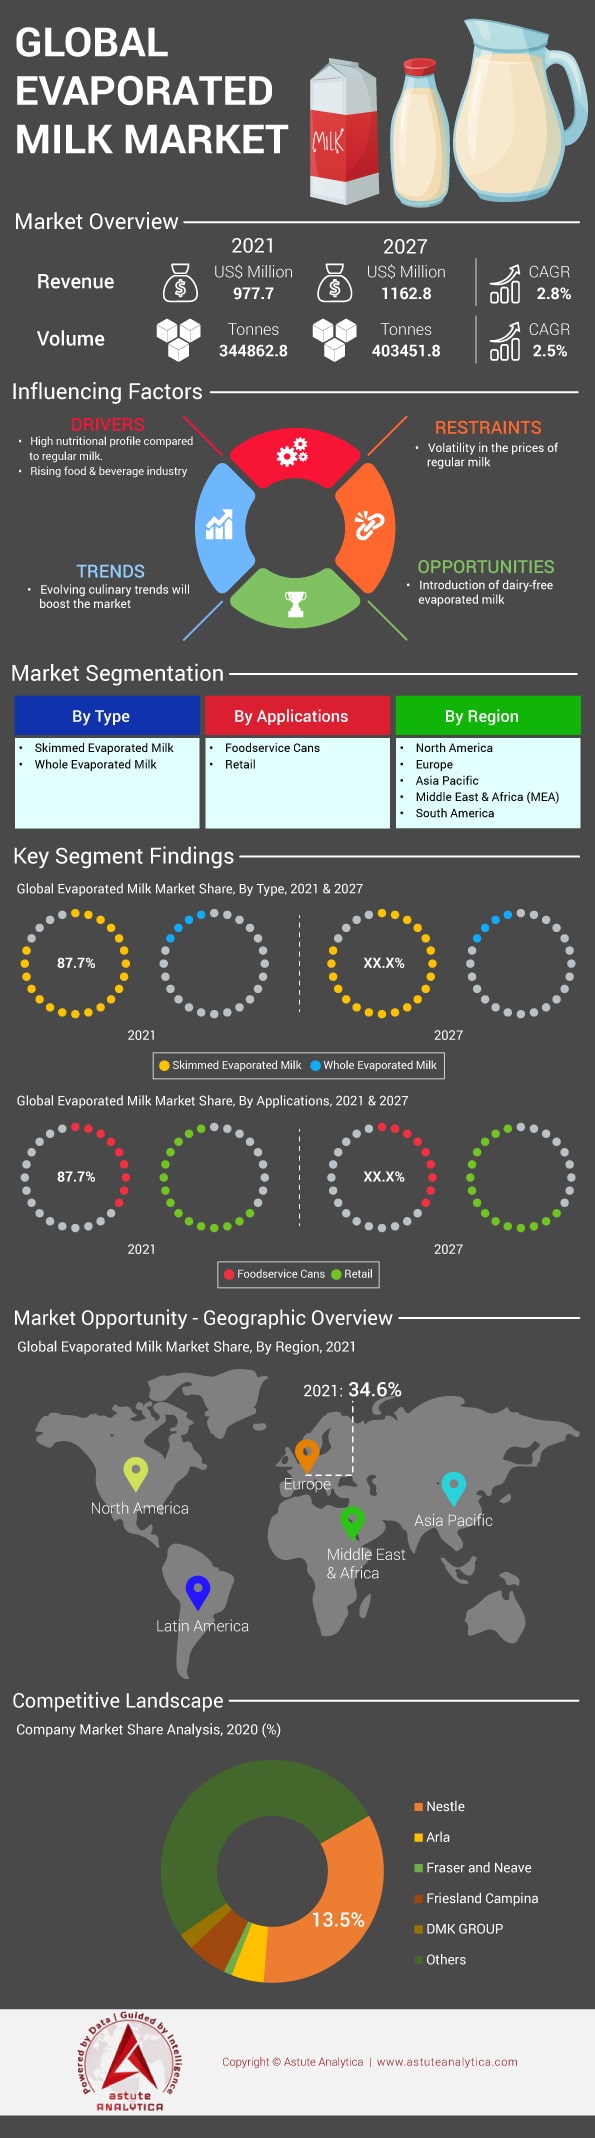 GLOBAL
EVAPORATED
MILK MARKET
MILK
Market Overview
2021
2027
Revenue
US$ Million
977.7
US$ Million
1162.8
CAGR
2.8%
Volume
Tonnes
344862.8
Tonnes
403451.8
CAGR
2.5%
Influencing Factors
DRIVERS
• High nutritional profile compared
to regular milk.
• Rising food & beverage industry
RESTRAINTS
• Volatility in the prices of
regular milk
TRENDS
• Evolving culinary trends will
boost the market
OPPORTUNITIES
• Introduction of dairy-free
evaporated milk
Market Segmentation
By Type
• Skimmed Evaporated Milk
• Whole Evaporated Milk
By Applications
• Foodservice Cans
• Retail
By Region
• North America
• Europe
• Asia Pacific
• Middle East & Africa (MEA)
• South America
Key Segment Findings
Global Evaporated Milk Market Share, By Type, 2021 & 2027
87.7%
XX.X%
2021
2027
Skimmed Evaporated Milk
Whole Evaporated Milk
Global Evaporated Milk Market Share, By Applications, 2021 & 2027
87.7%
XX.X%
2021
2027
Foodservice Cans
Retail
Market Opportunity - Geographic Overview
Global Evaporated Milk Market Share, By Region, 2021
2021: 34.6%
Europe
North America
Asia Pacific
Middle East
& Africa
Latin America
Competitive Landscape
Company Market Share Analysis, 2020 (%)
13.5%
Nestle
Arla
Fraser and Neave
Friesland Campina
DMK GROUP
Others
Powered by Data | Guided by Intelligence
astute
ANALYTICA
Copyright © Astute Analytica | www.astuteanalytica.com